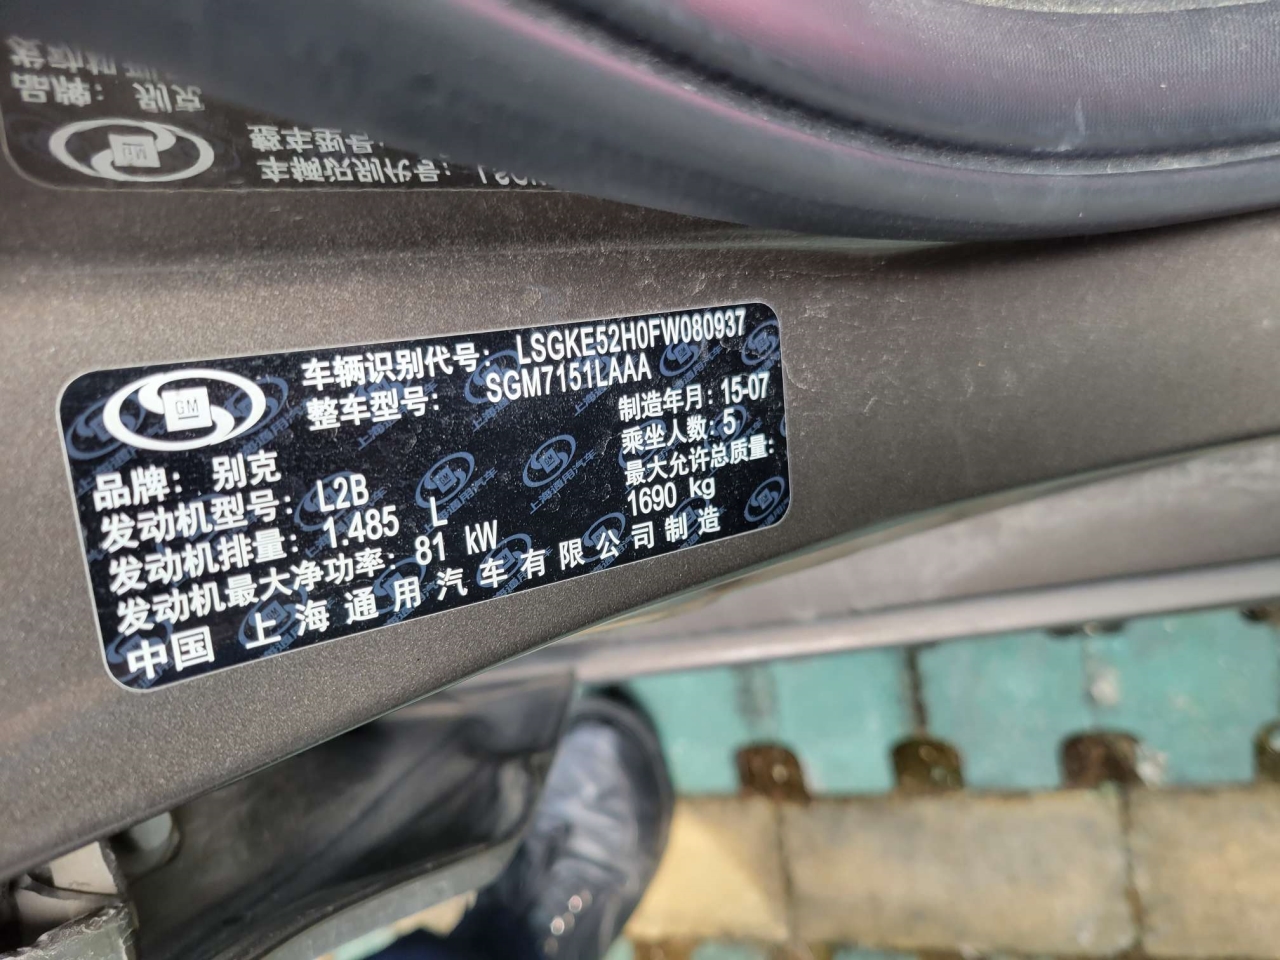 车辆识别代号: LSGKE52H0FW080937
整车型号: SGM7151LAAA
GM
品牌: 别克
制造年月: 15-07
发动机型号: L2B
乘坐人数: 5
发动机排量: 1.485 L
最大允许总质量:
1690 kg
发动机最大净功率: 81 kW
中国 上海通用汽车有限公司制造